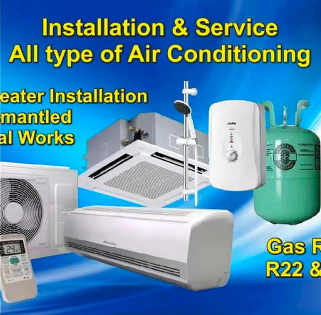 Installation & Service
All type of Air Conditioning
eater Installation
mantled
al Works
Gas R
R22 &